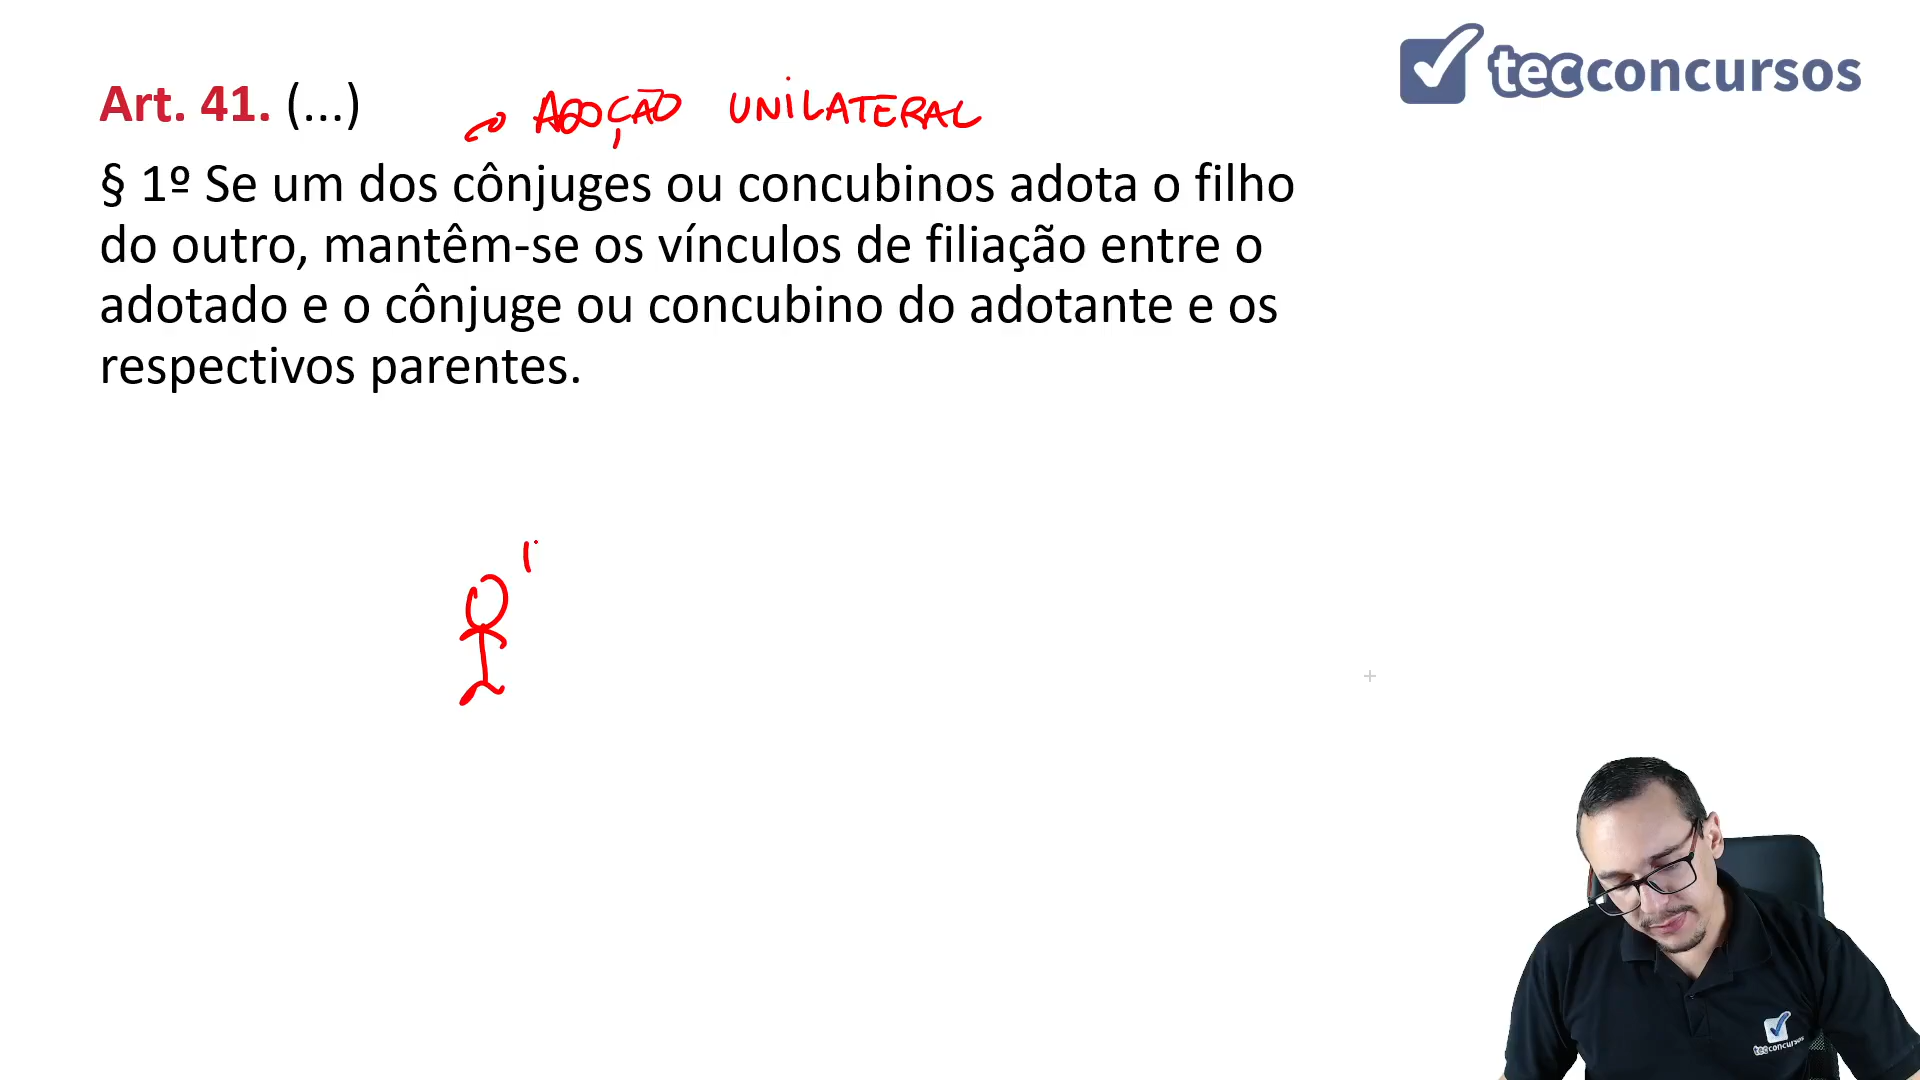 tecconcursos
Art. 41. (...)
ADOÇÃO UNILATERAL
§ 1º Se um dos cônjuges ou concubinos adota o filho
do outro, mantêm-se os vínculos de filiação entre o
adotado e o cônjuge ou concubino do adotante e os
respectivos parentes.
tecconcursos